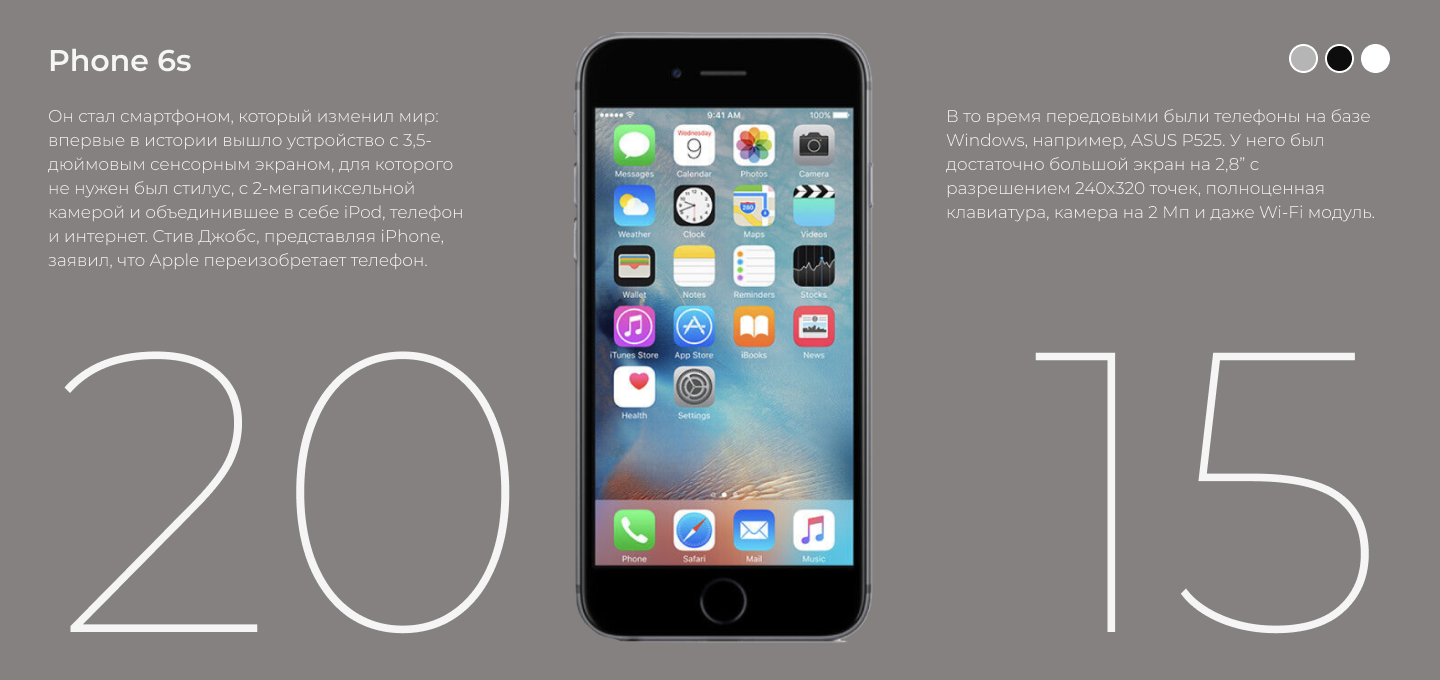 Phone 6s
Он стал смартфоном, который изменил мир:
впервые в истории вышло устройство с 3,5-
дюймовым сенсорным экраном, для которого
не нужен был стилус, с 2-мегапиксельной
камерой и объединившее в себе iPod, телефон
и интернет. Стив Джобс, представляя iPhone,
заявил, что Apple переизобретает телефон.
20
9:41 AM 100%
Wednesday
9
Messages Calendar Photos Camera
280
Weather Clock Maps Videos
Wallet Notes Reminders Stocks
iTunes Store App Store iBooks News
Health Settings
Phone Safari Mail Music
В то время передовыми были телефоны на базе
Windows, например, ASUS P525. У него был
достаточно большой экран на 2,8” с
разрешением 240x320 точек, полноценная
клавиатура, камера на 2 Мп и даже Wi-Fi модуль.
15